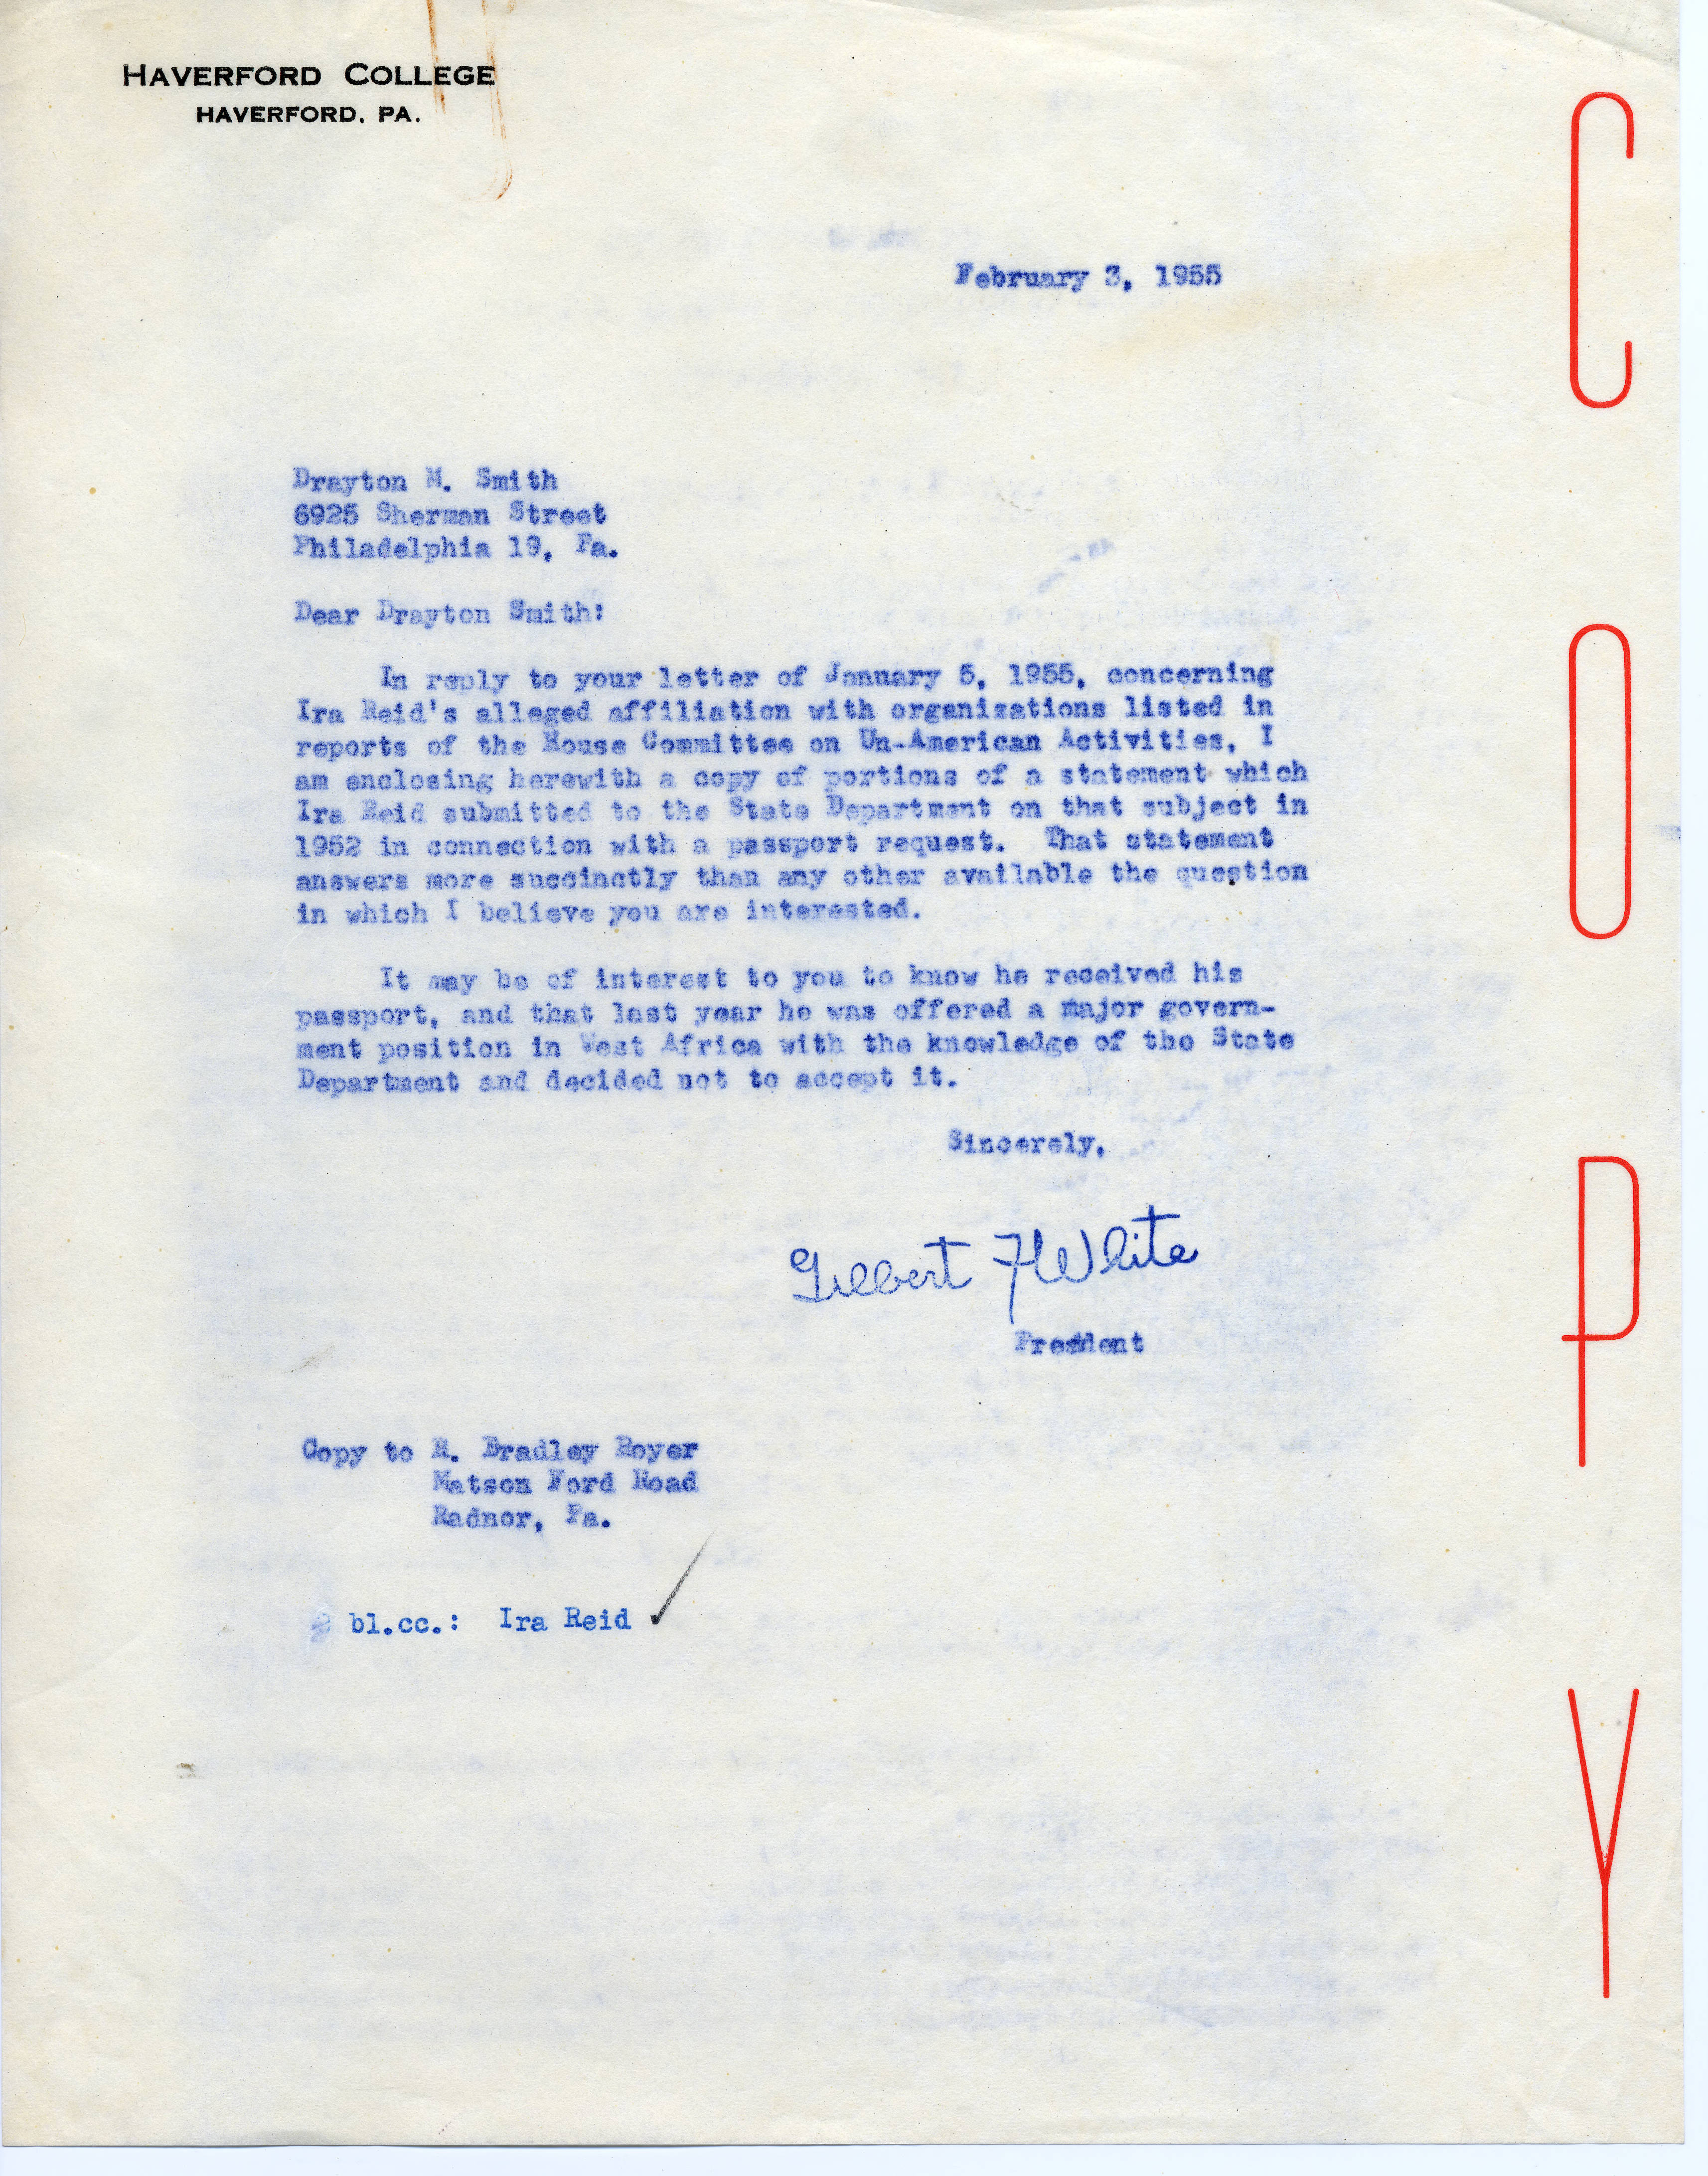 HAVERFORD COLLEGE
HAVERFORD, PA.
February 3, 1955
Drayton M. Smith
6925 Sherman Street
Philadelphia 19, Pa.
Dear Drayton Smith:
In reply to your letter of January 5, 1955, concerning
Ira Reid's alleged affiliation with organizations listed in
reports of the House Committee on Un-American Activities, I
am enclosing herewith a copy of portions of a statement which
Ira Reid submitted to the State Department on that subject in
1952 in connection with a passport request. That statement
answers more succinctly than any other available the question
in which I believe you are interested.
It may be of interest to you to know he received his
passport, and that last year he was offered a major govern-
ment position in West Africa with the knowledge of the State
Department and decided not to accept it.
Sincerely,
Gilbert F White
President
Copy to R. Bradley Royer
Matson Ford Road
Radnor, Pa.
bl.cc.: Ira Reid
COPY